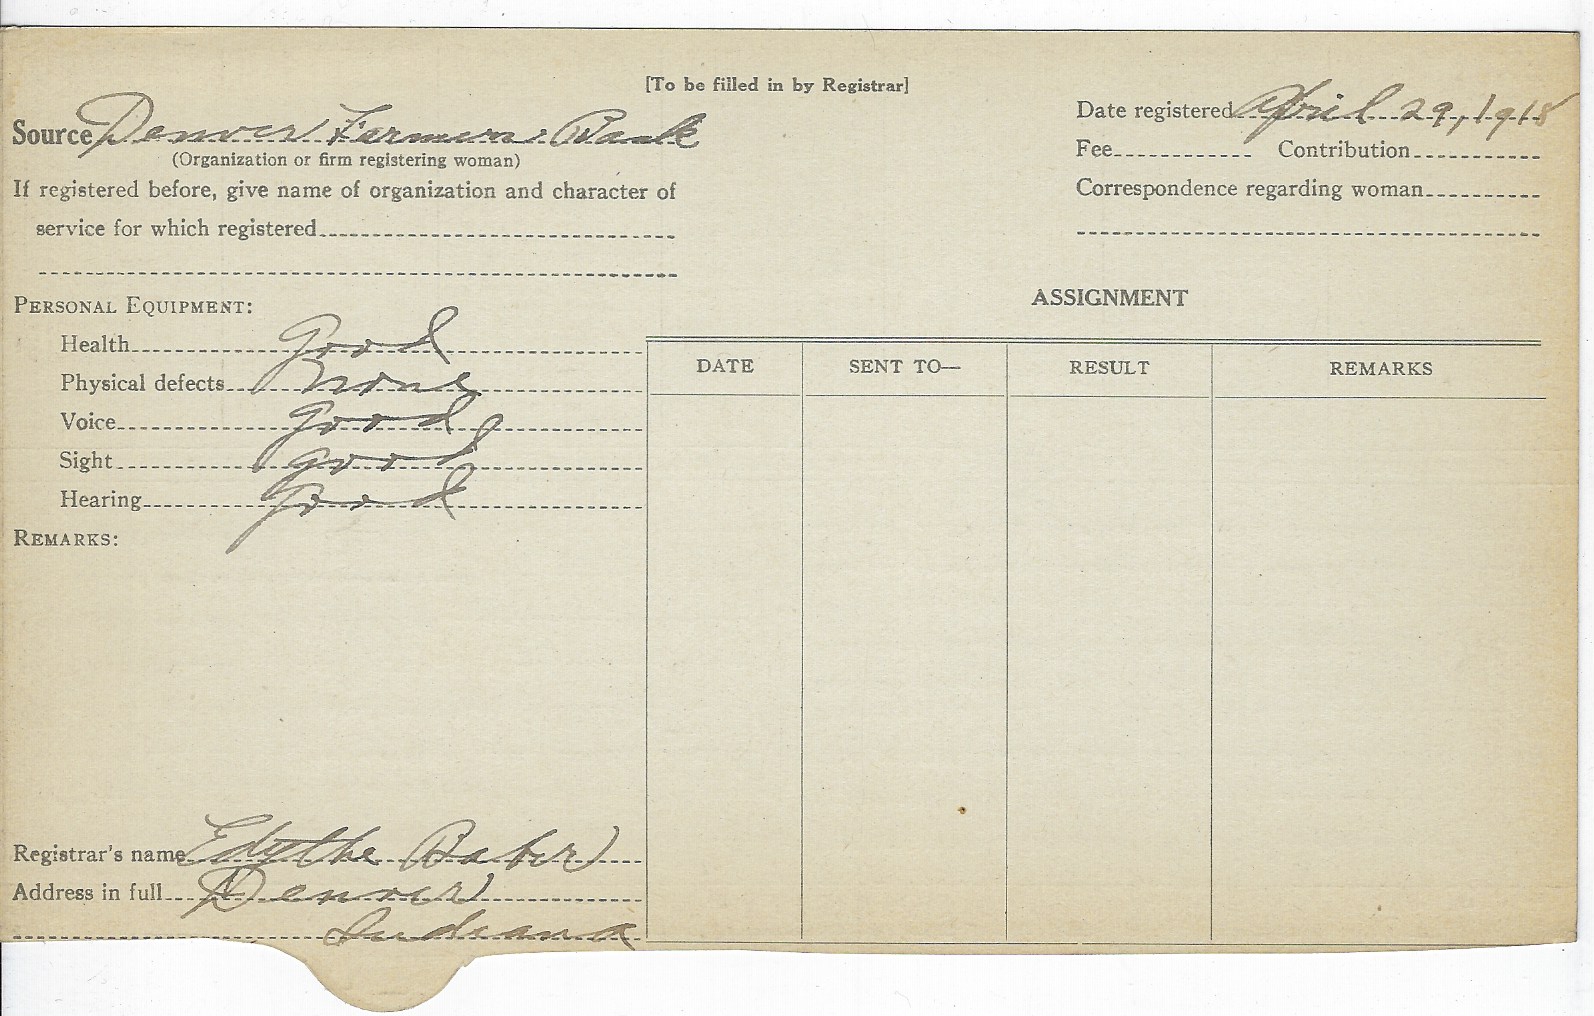 [To be filled in by Registrar]
Source Denver Farmers Bank
(Organization or firm registering woman)
If registered before, give name of organization and character of
service for which registered
Date registered April 29, 1918
Fee Contribution
Correspondence regarding woman
PERSONAL EQUIPMENT:
Health good
Physical defects none
Voice good
Sight good
Hearing good
REMARKS:
ASSIGNMENT
DATE SENT TO— RESULT REMARKS
Registrar's name Edythe Baber
Address in full Denver
Indiana